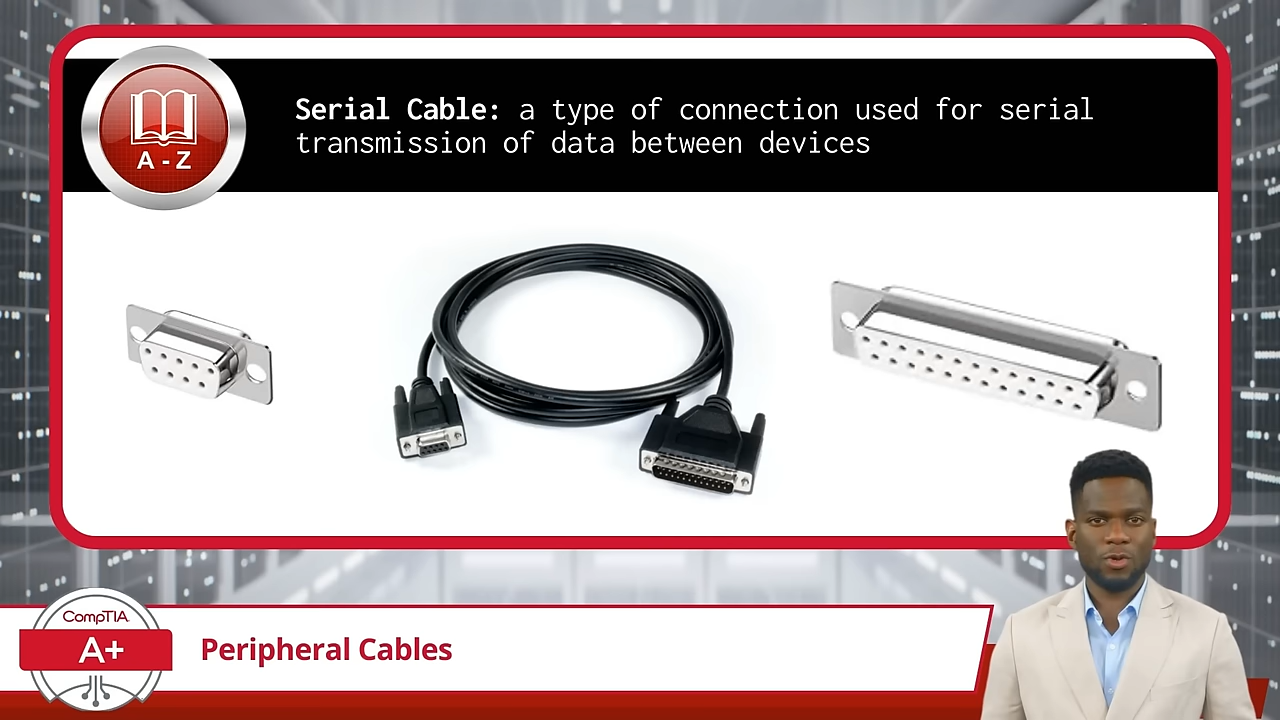 A - Z
Serial Cable: a type of connection used for serial
transmission of data between devices
CompTIA
A+
Peripheral Cables